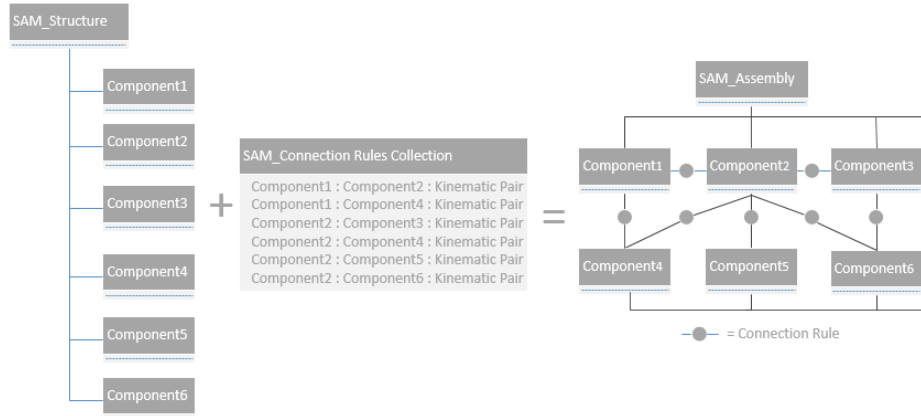 SAM_Structure
Component1
Component2
Component3
Component4
Component5
Component6
+
SAM_Connection Rules Collection
Component1 : Component2 : Kinematic Pair
Component1 : Component4 : Kinematic Pair
Component2 : Component3 : Kinematic Pair
Component2 : Component4 : Kinematic Pair
Component2 : Component5 : Kinematic Pair
Component2 : Component6 : Kinematic Pair
=
SAM_Assembly
Component1
Component2
Component3
Component4
Component5
Component6
= Connection Rule